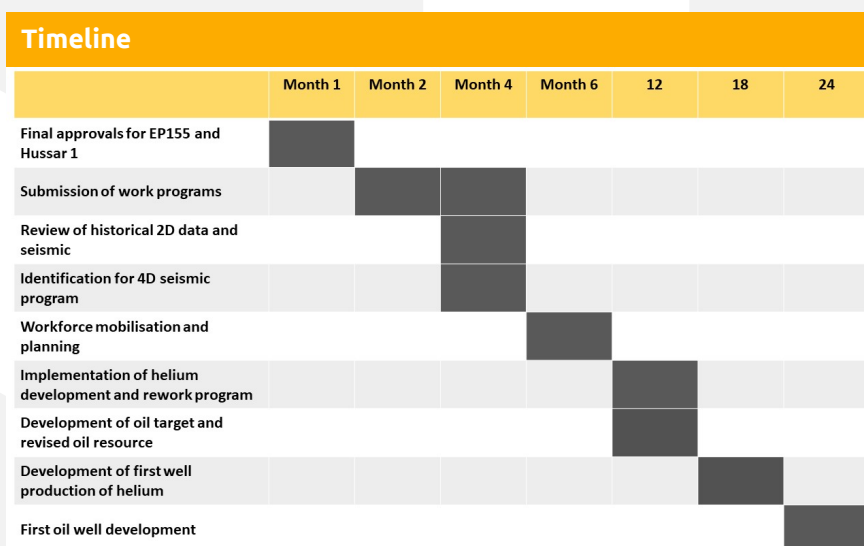 Timeline
Month 1 Month 2 Month 4 Month 6 12 18 24
Final approvals for EP155 and
Hussar 1
Submission of work programs
Review of historical 2D data and
seismic
Identification for 4D seismic
program
Workforce mobilisation and
planning
Implementation of helium
development and rework program
Development of oil target and
revised oil resource
Development of first well
production of helium
First oil well development